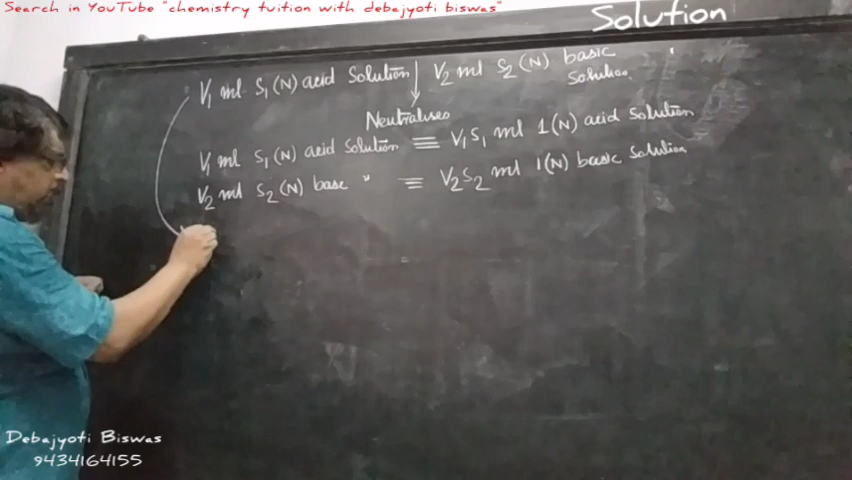 Search in YouTube "chemistry tuition with debajyoti biswas"
Solution
V₁ ml S₁(N) acid Solution V₂ ml S₂(N) basic
Solution
Neutralises
V₁ ml S₁(N) acid Solution ≡ V₁S₁ ml 1(N) acid Solution
V₂ ml S₂(N) base " ≡ V₂S₂ ml 1(N) basic Solution
Debajyoti Biswas
9434164155